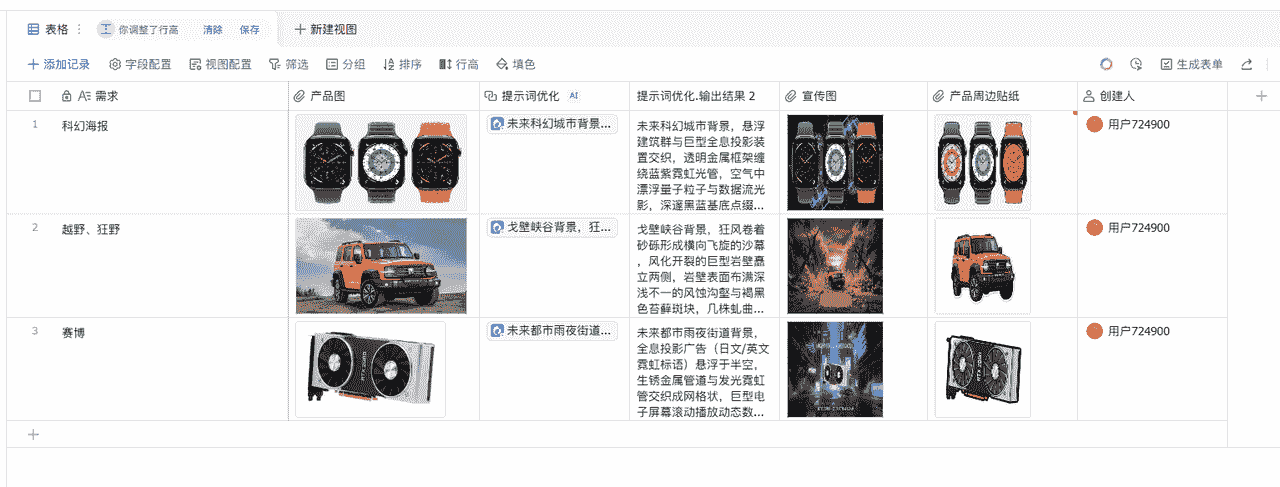 表格
你调整了行高
清除
保存
新建视图
添加记录
字段配置
视图配置
筛选
分组
排序
行高
填色
生成表单
需求
产品图
提示词优化 AI
提示词优化.输出结果 2
宣传图
产品周边贴纸
创建人
1
科幻海报
未来科幻城市背景...
未来科幻城市背景，悬浮
建筑群与巨型全息投影装
置交织，透明金属框架缠
绕蓝紫霓虹光管，空气中
漂浮量子粒子与数据流光
影，深邃黑蓝基底点缀...
用户724900
2
越野、狂野
戈壁峡谷背景，狂...
戈壁峡谷背景，狂风卷着
砂砾形成横向飞旋的沙幕
，风化开裂的巨型岩壁矗
立两侧，岩壁表面布满深
浅不一的风蚀沟壑与褐黑
色苔藓斑块，几株虬曲...
用户724900
3
赛博
未来都市雨夜街道...
未来都市雨夜街道背景，
全息投影广告（日文/英文
霓虹标语）悬浮于半空，
生锈金属管道与发光霓虹
管交织成网格状，巨型电
子屏幕滚动播放动态数...
用户724900